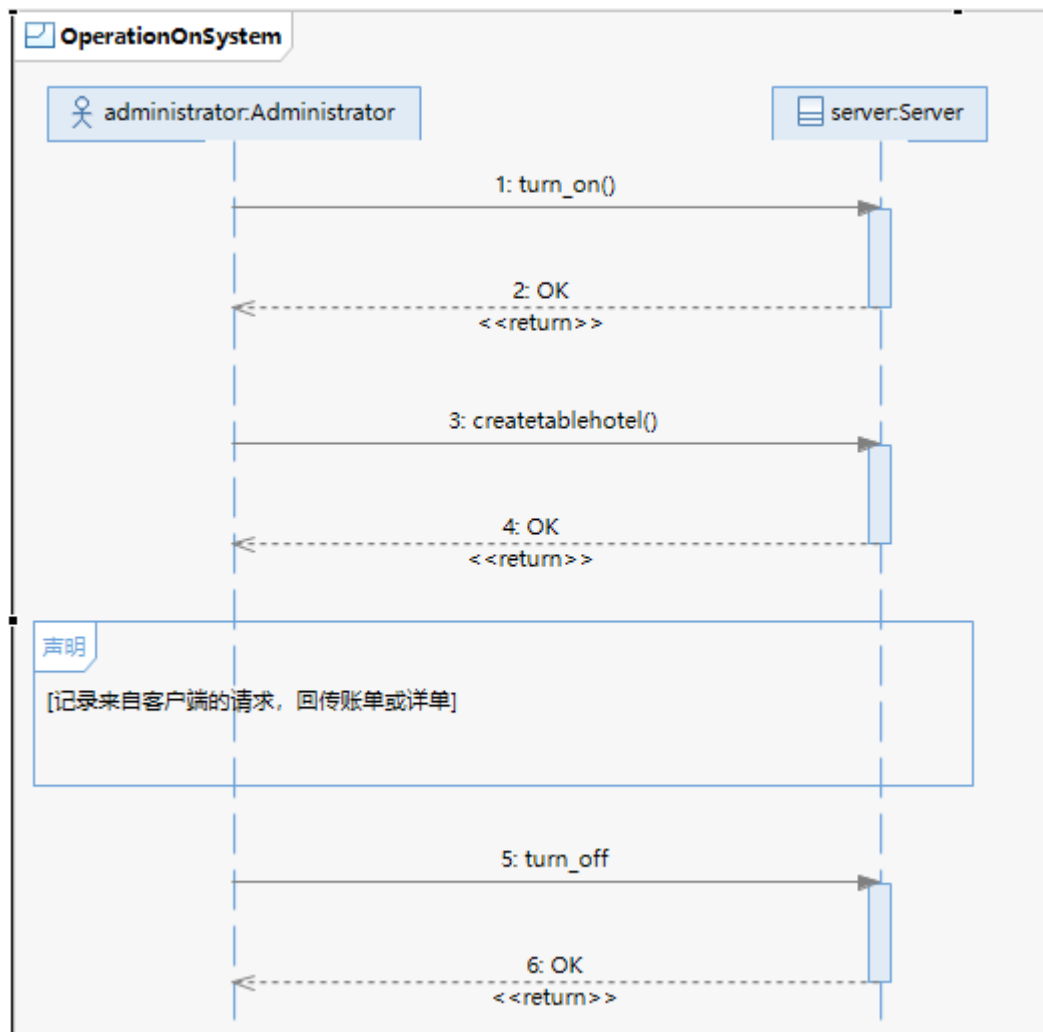 OperationOnSystem
administrator:Administrator
server:Server
1: turn_on()
2: OK
<<return>>
3: createtablehotel()
4: OK
<<return>>
声明
[记录来自客户端的请求，回传账单或详单]
5: turn_off
6: OK
<<return>>